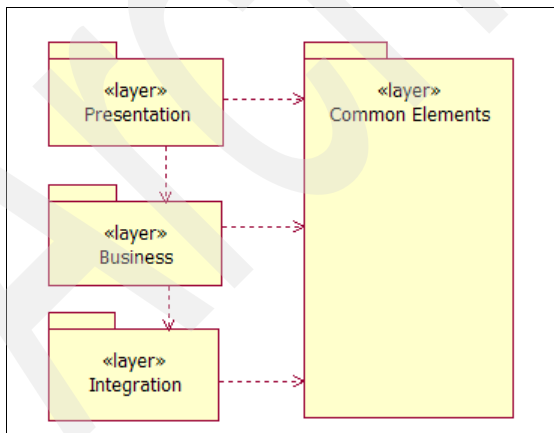 «layer»
Presentation
«layer»
Common Elements
«layer»
Business
«layer»
Integration